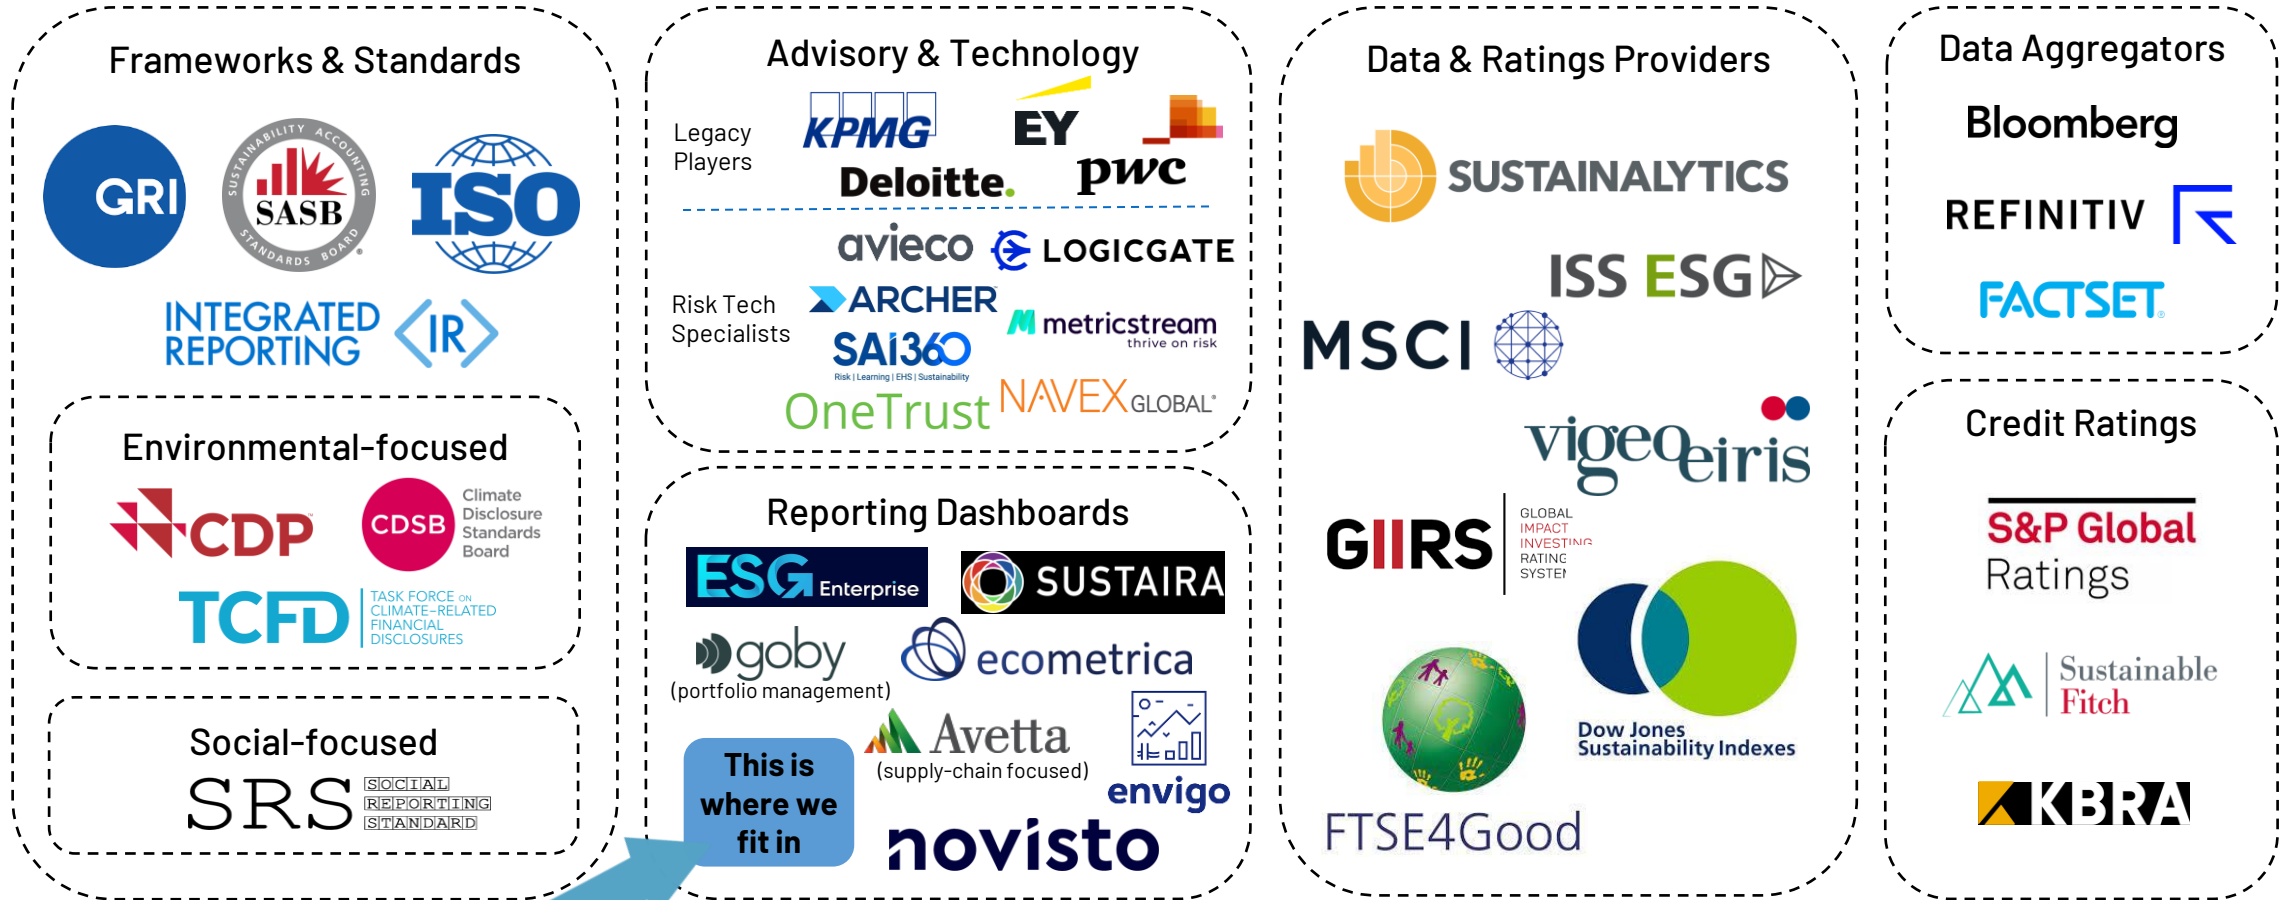 Frameworks & Standards
GRI
SUSTAINABILITY ACCOUNTING
SASB
STANDARDS BOARD
®
ISO
INTEGRATED
REPORTING
<IR>
Environmental-focused
CDP
CDSB
Climate
Disclosure
Standards
Board
TCFD
TASK FORCE ON
CLIMATE-RELATED
FINANCIAL
DISCLOSURES
Social-focused
SRS
SOCIAL
REPORTING
STANDARD
Advisory & Technology
Legacy
Players
KPMG
EY
pwc
Deloitte.
Risk Tech
Specialists
avieco
LOGICGATE
ARCHER
metricstream
thrive on risk
SAI360
Risk | Learning | EHS | Sustainability
OneTrust
NAVEX GLOBAL®
Reporting Dashboards
ESG Enterprise
SUSTAIRA
goby
(portfolio management)
ecometrica
Avetta
(supply-chain focused)
envigo
This is
where we
fit in
novisto
Data & Ratings Providers
SUSTAINALYTICS
ISS ESG
MSCI
vigeoeiris
GIIRS
GLOBAL
IMPACT
INVESTING
RATING
SYSTEM
Dow Jones
Sustainability Indexes
FTSE4Good
Data Aggregators
Bloomberg
REFINITIV
FACTSET
Credit Ratings
S&P Global
Ratings
Sustainable
Fitch
KBRA